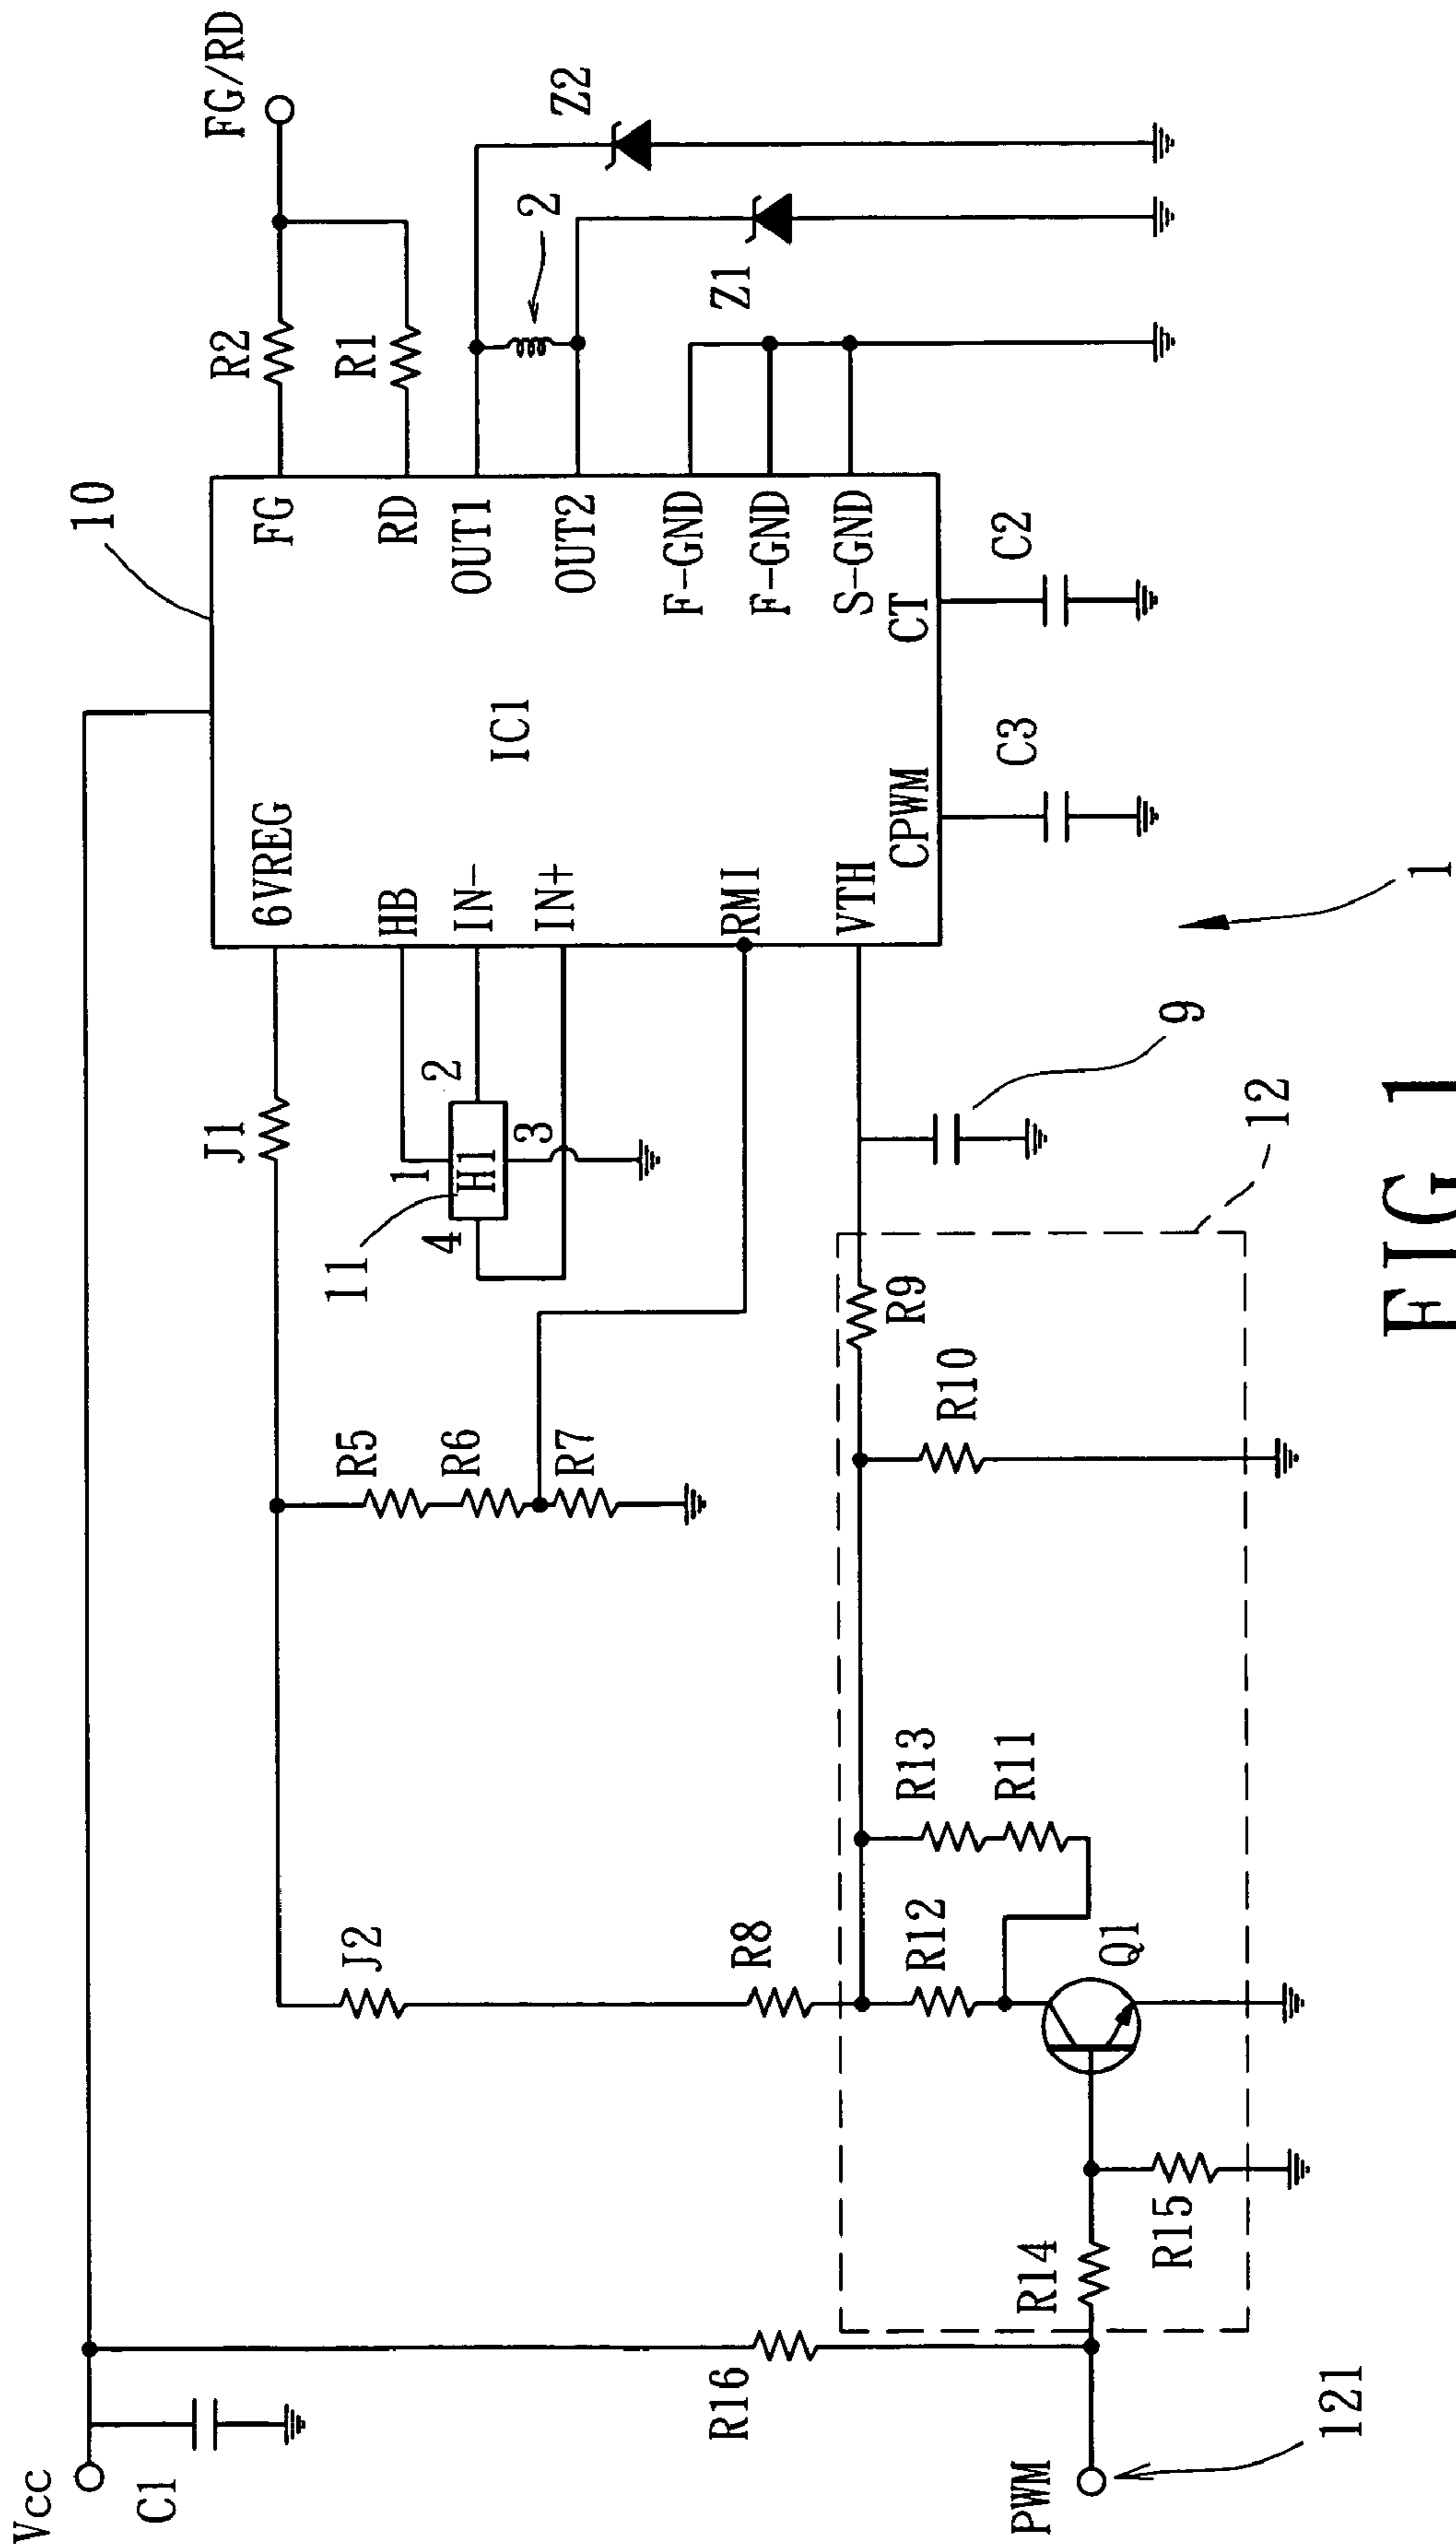 Vcc
C1
R16
PWM
121
R14
R15
Q1
R12
R8
J2
R13
R11
R5
R6
R7
R10
R9
12
9
J1
11
H1
1
2
3
4
10
6VREG
HB
IN-
IN+
RMI
VTH
CPWM
CT
IC1
FG
RD
OUT1
OUT2
F-GND
F-GND
S-GND
C3
C2
R2
R1
FG/RD
2
Z1
Z2
1
FIG 1